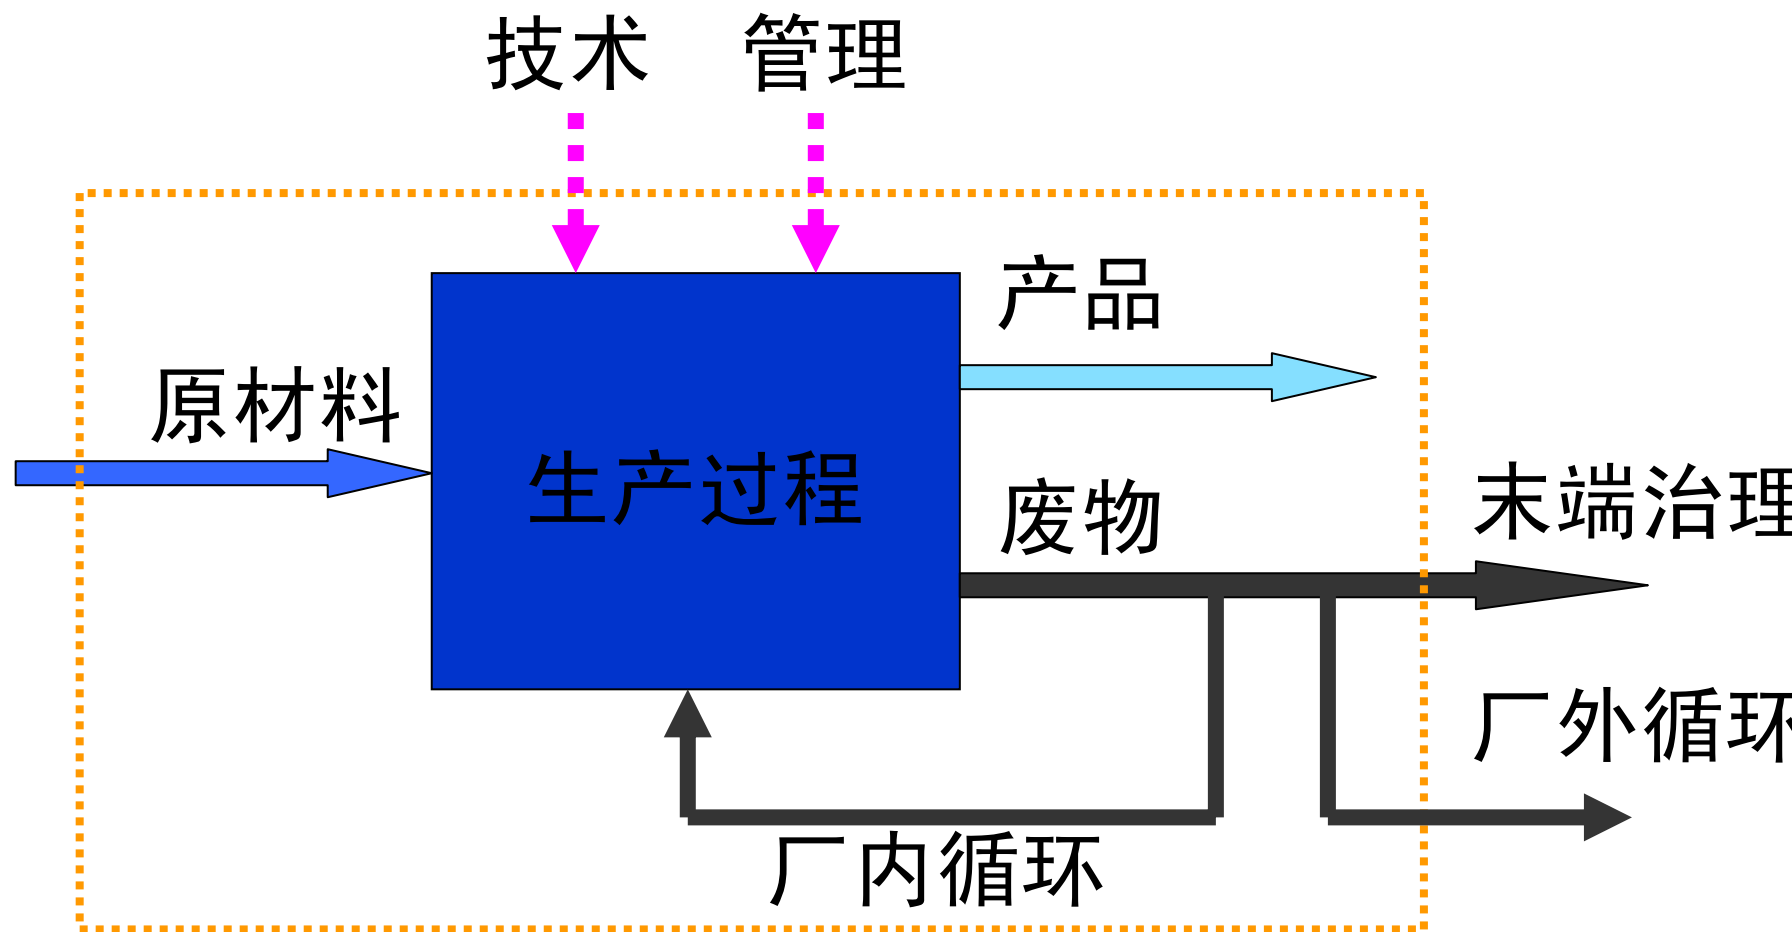 技术 管理
产品
原材料
生产过程
废物
末端治理
厂外循环
厂内循环